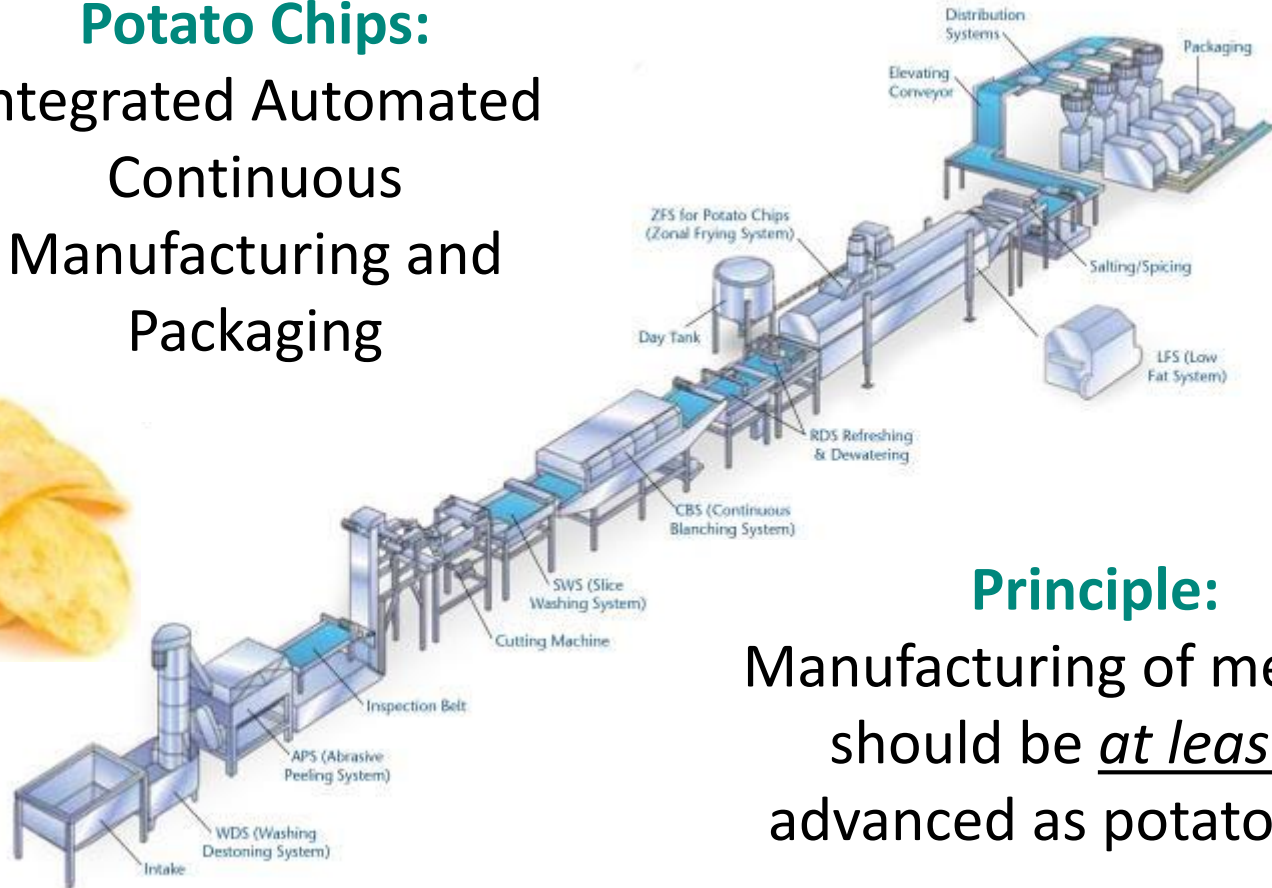 Potato Chips:
ntegrated Automated
Continuous
Manufacturing and
Packaging
Distribution
Systems
Packaging
Elevating
Conveyor
ZFS for Potato Chips
(Zonal Frying System)
Salting/Spicing
Day Tank
LFS (Low
Fat System)
RDS Refreshing
& Dewatering
CBS (Continuous
Blanching System)
SWS (Slice
Washing System)
Cutting Machine
Inspection Belt
APS (Abrasive
Peeling System)
WDS (Washing
Destoning System)
Intake
Principle:
Manufacturing of me
should be at leas
advanced as potato